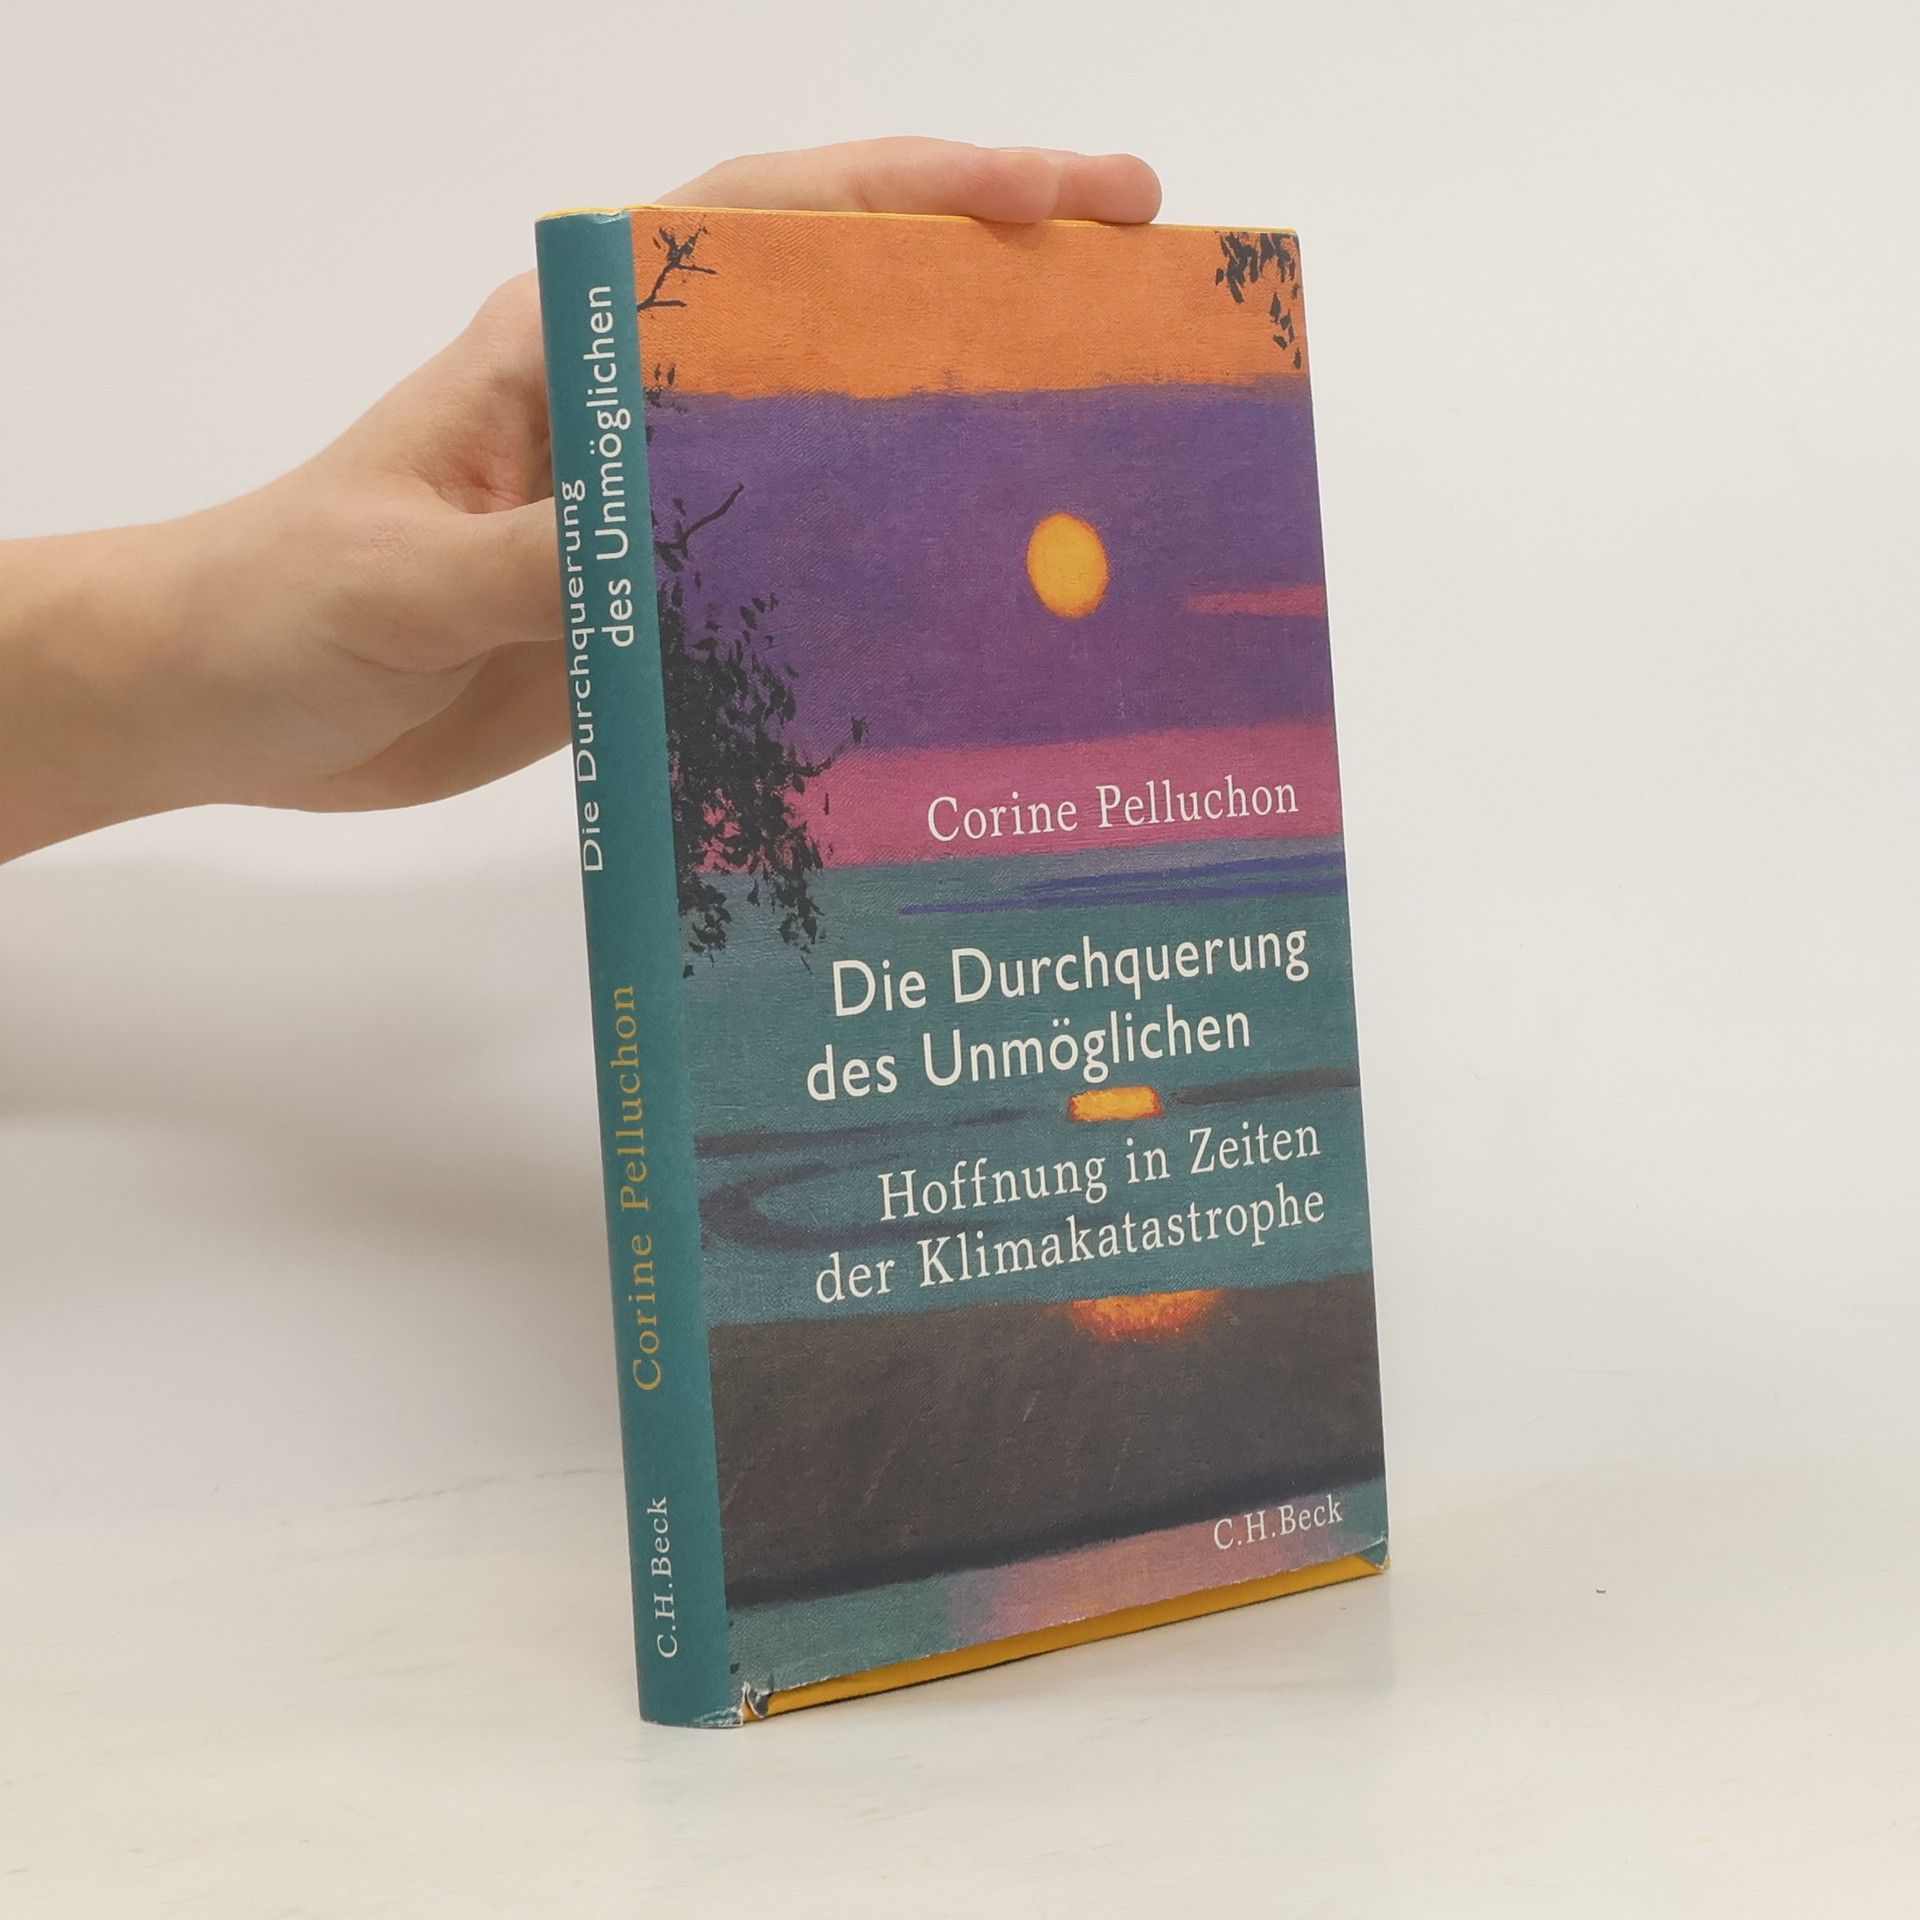 Die Durchquerung
des Unmöglichen
Corine Pelluchon
C.H.Beck
Corine Pelluchon
Die Durchquerung
des Unmöglichen
Hoffnung in Zeiten
der Klimakatastrophe
C.H.Beck